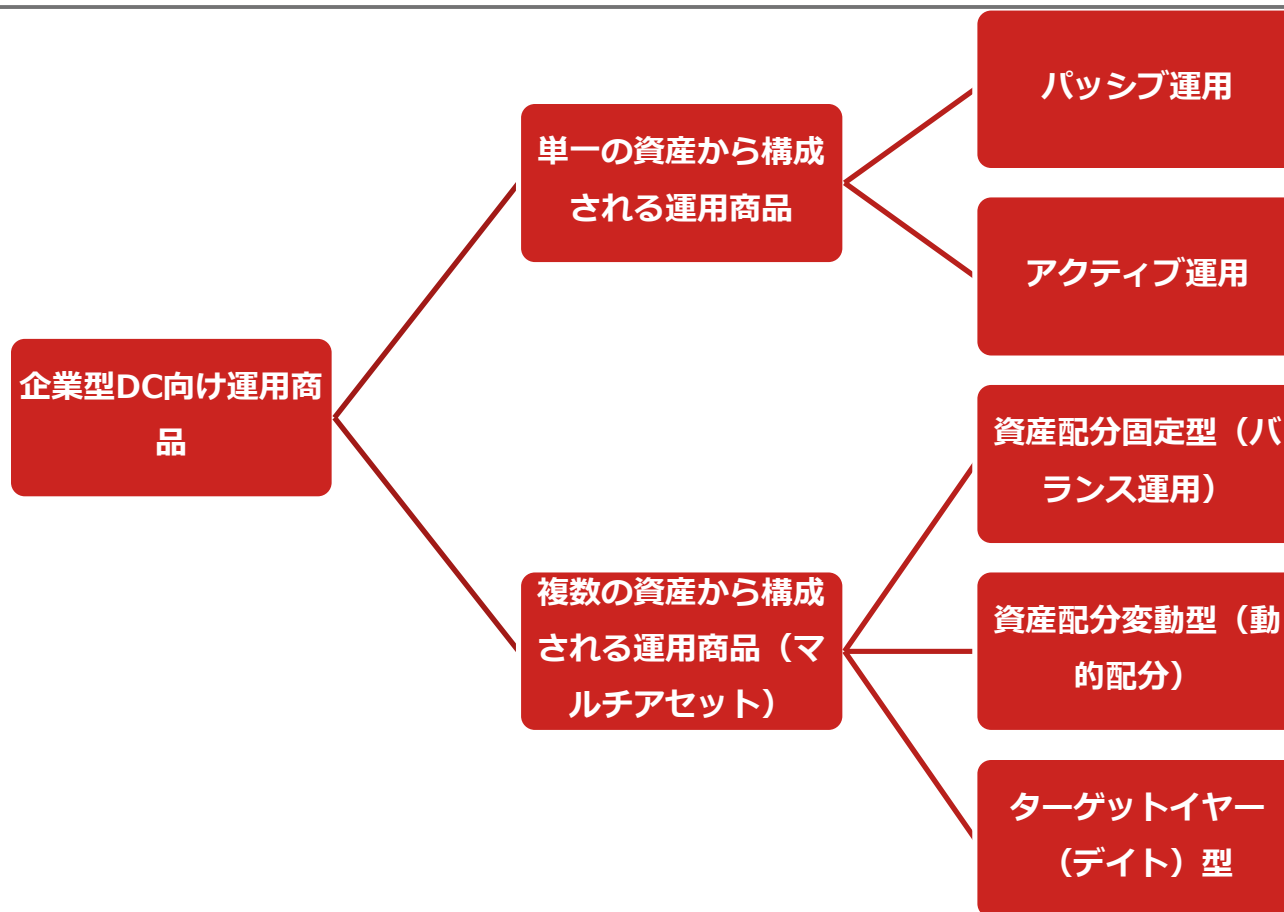 企業型DC向け運用商
品
単一の資産から構成
される運用商品
パッシブ運用
アクティブ運用
複数の資産から構成
される運用商品（マ
ルチアセット）
資産配分固定型（バ
ランス運用）
資産配分変動型（動
的配分）
ターゲットイヤー
（デイト）型